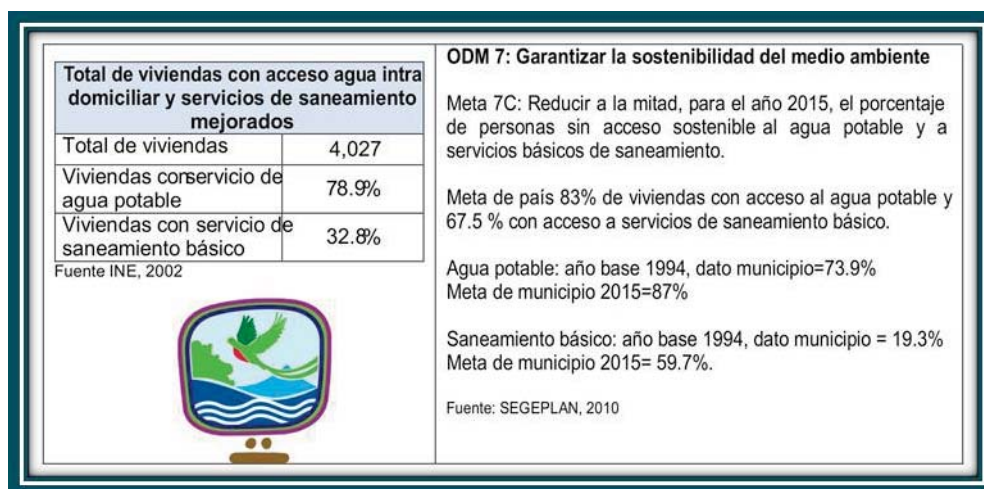 Total de viviendas con acceso agua intra
domiciliar y servicios de saneamiento
mejorados
Total de viviendas 4,027
Viviendas conservicio de
agua potable 78.9%
Viviendas con servicio de
saneamiento básico 32.8%
Fuente INE, 2002
ODM 7: Garantizar la sostenibilidad del medio ambiente
Meta 7C: Reducir a la mitad, para el año 2015, el porcentaje
de personas sin acceso sostenible al agua potable y a
servicios básicos de saneamiento.
Meta de país 83% de viviendas con acceso al agua potable y
67.5 % con acceso a servicios de saneamiento básico.
Agua potable: año base 1994, dato municipio=73.9%
Meta de municipio 2015=87%
Saneamiento básico: año base 1994, dato municipio = 19.3%
Meta de municipio 2015= 59.7%.
Fuente: SEGEPLAN, 2010